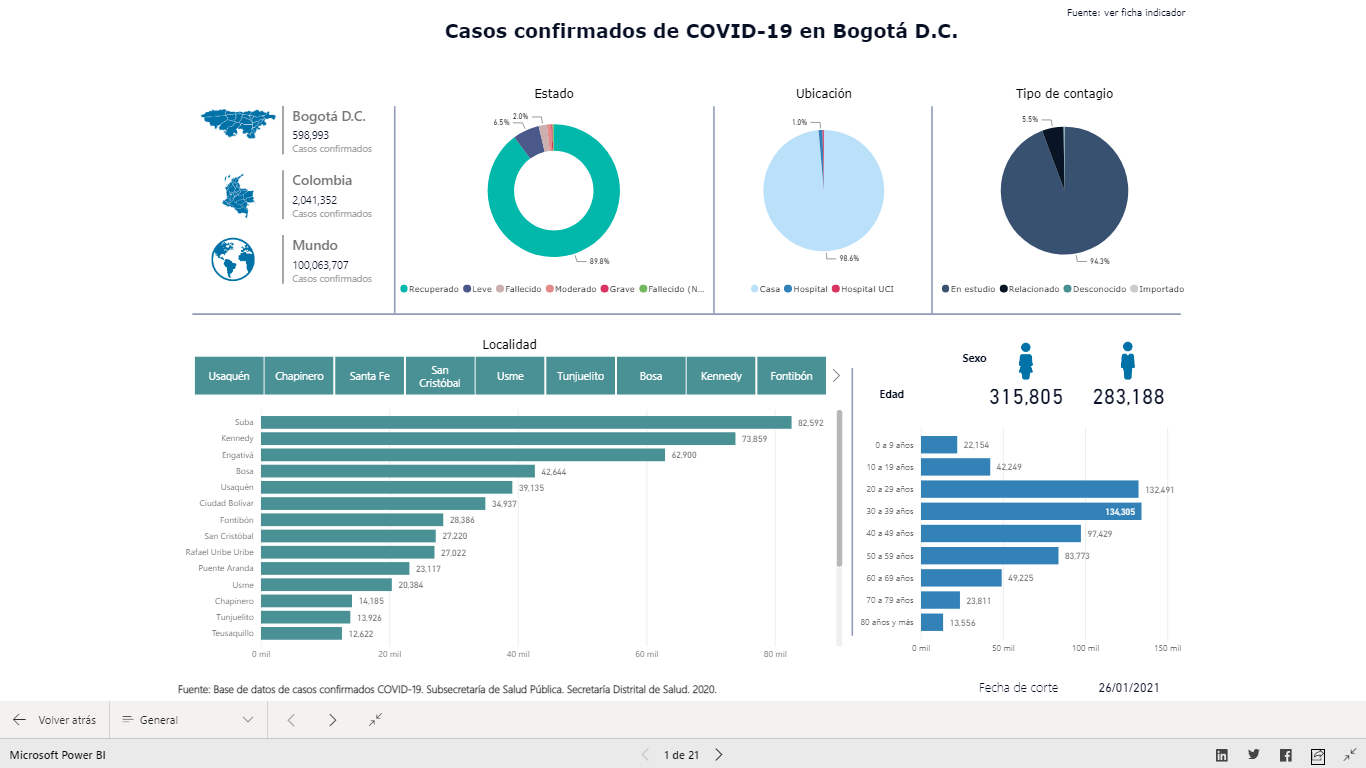 Fuente: ver ficha indicador
Casos confirmados de COVID-19 en Bogotá D.C.
Bogotá D.C.
598,993
Casos confirmados
Colombia
2,041,352
Casos confirmados
Mundo
100,063,707
Casos confirmados
Estado
2.0%
6.5%
89.8%
Recuperado Leve Fallecido Moderado Grave Fallecido (N...
Ubicación
1.0%
98.6%
Casa Hospital Hospital UCI
Tipo de contagio
5.5%
94.3%
En estudio Relacionado Desconocido Importado
Localidad
Usaquén Chapinero Santa Fe San Cristóbal Usme Tunjuelito Bosa Kennedy Fontibón
Suba 82,592
Kennedy 73,859
Engativá 62,900
Bosa 42,644
Usaquén 39,135
Ciudad Bolívar 34,937
Fontibón 28,386
San Cristóbal 27,220
Rafael Uribe Uribe 27,022
Puente Aranda 23,117
Usme 20,384
Chapinero 14,185
Tunjuelito 13,926
Teusaquillo 12,622
0 mil 20 mil 40 mil 60 mil 80 mil
Sexo
315,805 283,188
Edad
0 a 9 años 22,154
10 a 19 años 42,249
20 a 29 años 132,491
30 a 39 años 134,305
40 a 49 años 97,429
50 a 59 años 83,773
60 a 69 años 49,225
70 a 79 años 23,811
80 años y más 13,556
0 mil 50 mil 100 mil 150 mil
Fuente: Base de datos de casos confirmados COVID-19. Subsecretaría de Salud Pública. Secretaría Distrital de Salud. 2020.
Fecha de corte 26/01/2021
Volver atrás General
Microsoft Power BI 1 de 21